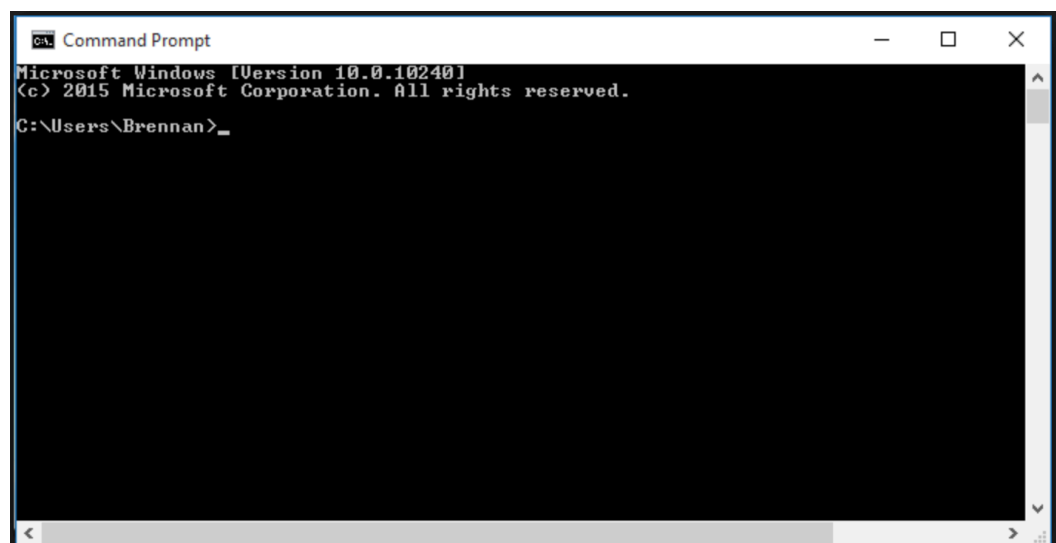 Command Prompt
Microsoft Windows [Version 10.0.10240]
(c) 2015 Microsoft Corporation. All rights reserved.
C:\Users\Brennan>_